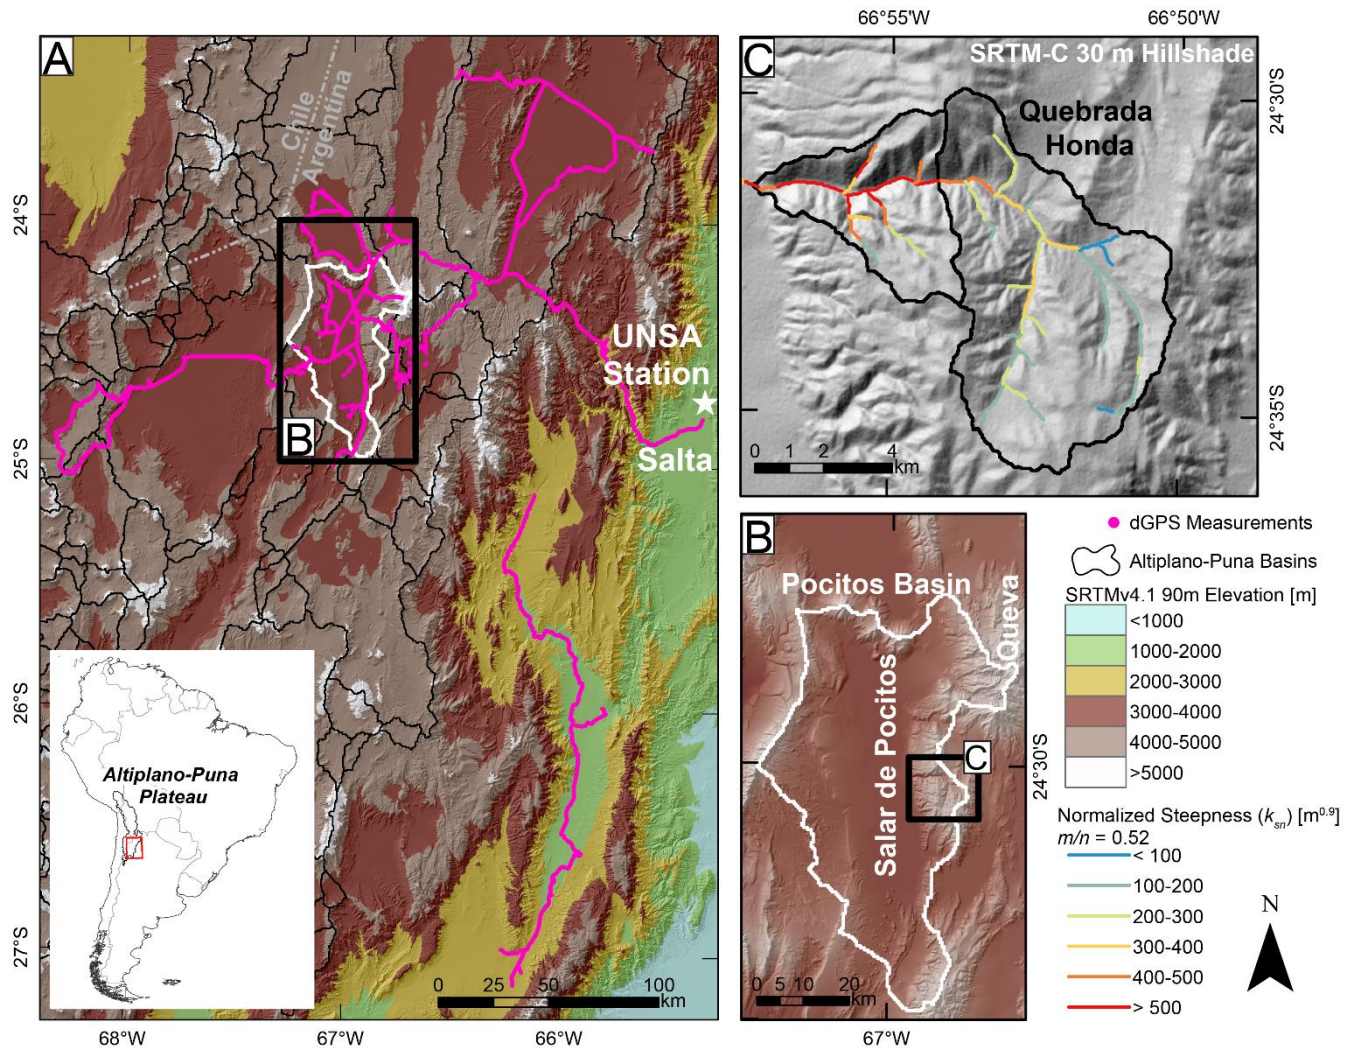 66°55'W
66°50'W
A
Chile
Argentina
24°S
25°S
26°S
27°S
B
UNSA
Station
Salta
Altiplano-Puna
Plateau
0 25 50 100
km
68°W
67°W
66°W
C
SRTM-C 30 m Hillshade
Quebrada
Honda
24°30'S
24°35'S
0 1 2 4
km
B
Pocitos Basin
Queva
Salar de Pocitos
C
24°30'S
0 5 10 20
km
67°W
dGPS Measurements
Altiplano-Puna Basins
SRTMv4.1 90m Elevation [m]
<1000
1000-2000
2000-3000
3000-4000
4000-5000
>5000
Normalized Steepness (ksn) [m0.9]
m/n = 0.52
< 100
100-200
200-300
300-400
400-500
> 500
N